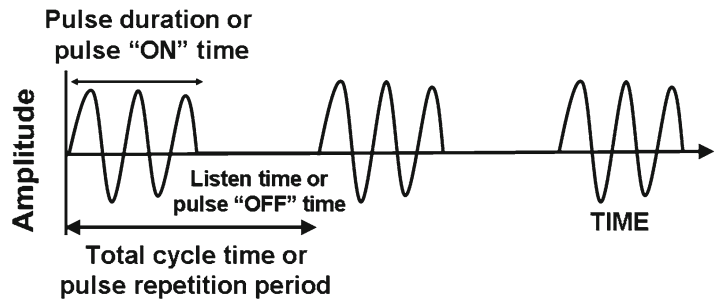 Pulse duration or
pulse “ON” time
Amplitude
Listen time or
pulse “OFF” time
TIME
Total cycle time or
pulse repetition period